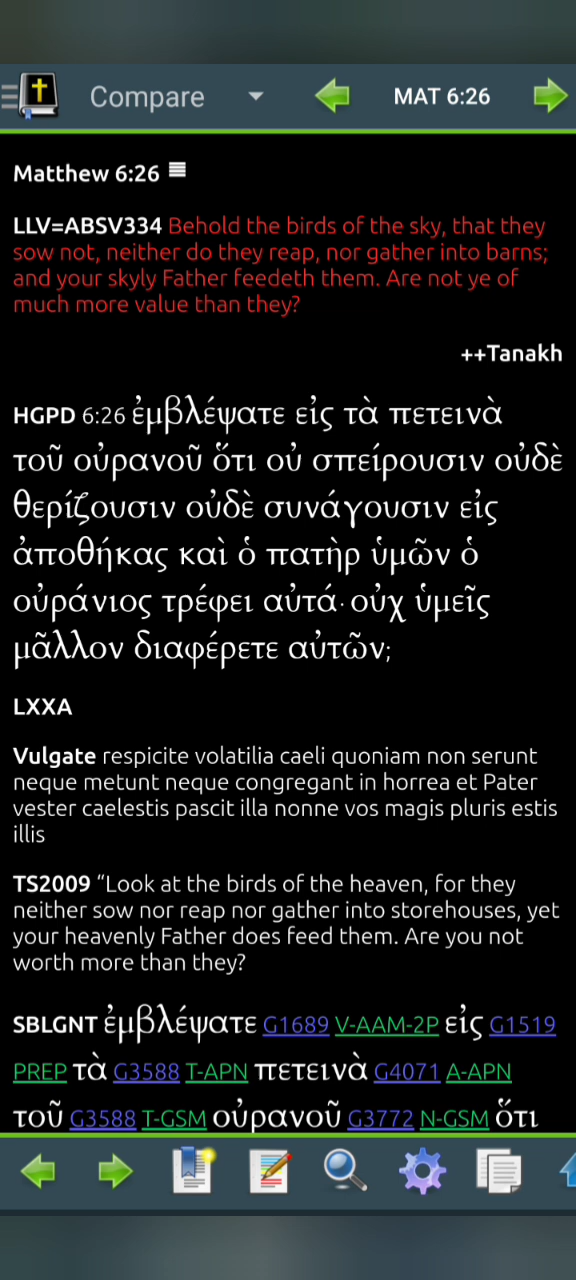 Compare
MAT 6:26
Matthew 6:26
LLV=ABSV334 Behold the birds of the sky, that they
sow not, neither do they reap, nor gather into barns;
and your skyly Father feedeth them. Are not ye of
much more value than they?
++Tanakh
HGPD 6:26 ἐμβλέψατε εἰς τὰ πετεινὰ
τοῦ οὐρανοῦ ὅτι οὐ σπείρουσιν οὐδὲ
θερίζουσιν οὐδὲ συνάγουσιν εἰς
ἀποθήκας καὶ ὁ πατὴρ ὑμῶν ὁ
οὐράνιος τρέφει αὐτά· οὐχ ὑμεῖς
μᾶλλον διαφέρετε αὐτῶν;
LXXA
Vulgate respicite volatilia caeli quoniam non serunt
neque metunt neque congregant in horrea et Pater
vester caelestis pascit illa nonne vos magis pluris estis
illis
TS2009 “Look at the birds of the heaven, for they
neither sow nor reap nor gather into storehouses, yet
your heavenly Father does feed them. Are you not
worth more than they?
SBLGNT ἐμβλέψατε G1689 V-AAM-2P εἰς G1519
PREP τὰ G3588 T-APN πετεινὰ G4071 A-APN
τοῦ G3588 T-GSM οὐρανοῦ G3772 N-GSM ὅτι